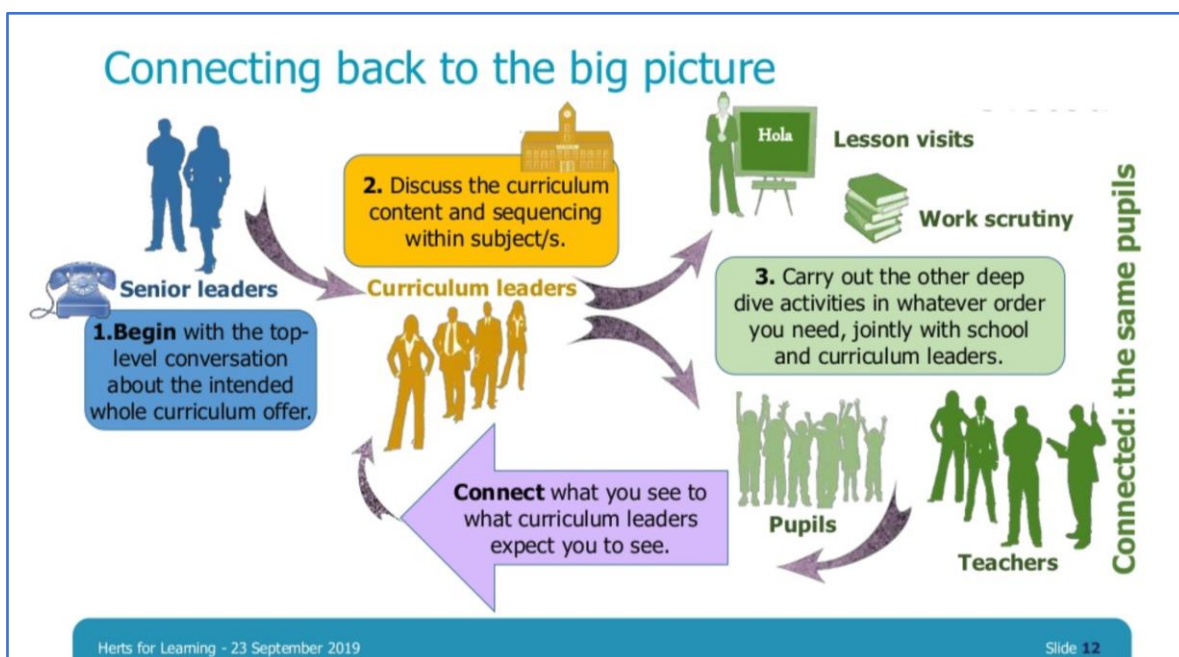 Connecting back to the big picture
Hola
Lesson visits
Work scrutiny
2. Discuss the curriculum
content and sequencing
within subject/s.
Senior leaders
Curriculum leaders
1.Begin with the top-
level conversation
about the intended
whole curriculum offer.
3. Carry out the other deep
dive activities in whatever order
you need, jointly with school
and curriculum leaders.
Connect what you see to
what curriculum leaders
expect you to see.
Pupils
Teachers
Connected: the same pupils
Herts for Learning - 23 September 2019
Slide 12